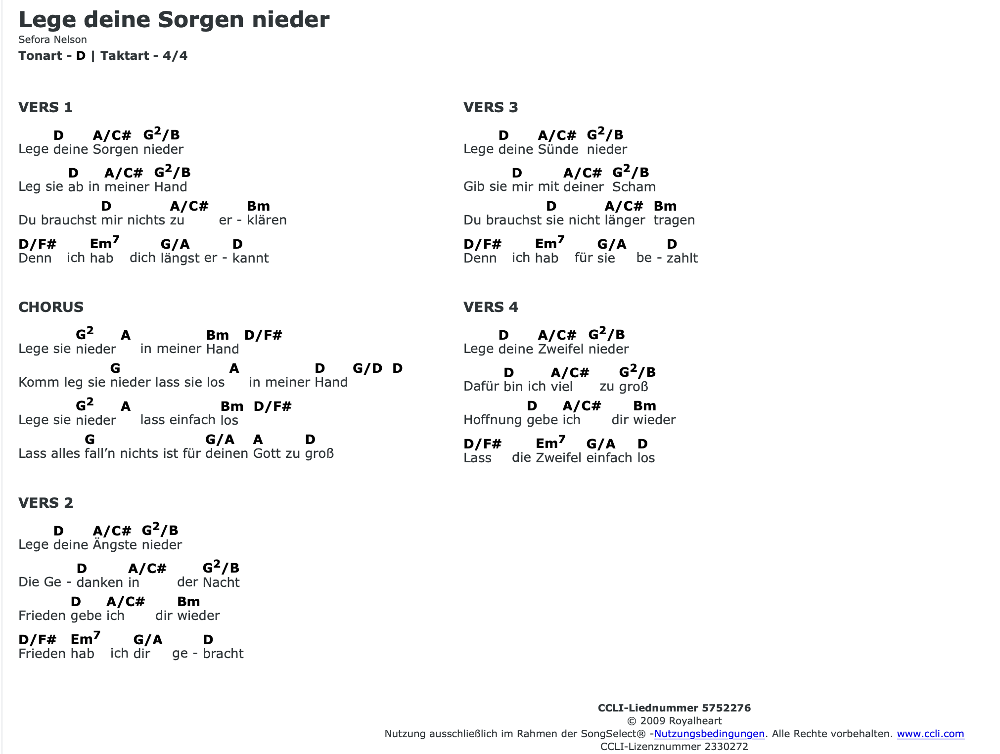 Lege deine Sorgen nieder
Sefora Nelson
Tonart - D | Taktart - 4/4
VERS 1
D A/C# G2/B
Lege deine Sorgen nieder
D A/C# G2/B
Leg sie ab in meiner Hand
D A/C# Bm
Du brauchst mir nichts zu er - klären
D/F# Em7 G/A D
Denn ich hab dich längst er - kannt
CHORUS
G2 A Bm D/F#
Lege sie nieder in meiner Hand
G A D G/D D
Komm leg sie nieder lass sie los in meiner Hand
G2 A Bm D/F#
Lege sie nieder lass einfach los
G G/A A D
Lass alles fall’n nichts ist für deinen Gott zu groß
VERS 2
D A/C# G2/B
Lege deine Ängste nieder
D A/C# G2/B
Die Ge - danken in der Nacht
D A/C# Bm
Frieden gebe ich dir wieder
D/F# Em7 G/A D
Frieden hab ich dir ge - bracht
VERS 3
D A/C# G2/B
Lege deine Sünde nieder
D A/C# G2/B
Gib sie mir mit deiner Scham
D A/C# Bm
Du brauchst sie nicht länger tragen
D/F# Em7 G/A D
Denn ich hab für sie be - zahlt
VERS 4
D A/C# G2/B
Lege deine Zweifel nieder
D A/C# G2/B
Dafür bin ich viel zu groß
D A/C# Bm
Hoffnung gebe ich dir wieder
D/F# Em7 G/A D
Lass die Zweifel einfach los
CCLI-Liednummer 5752276
© 2009 Royalheart
Nutzung ausschließlich im Rahmen der SongSelect® -Nutzungsbedingungen. Alle Rechte vorbehalten. www.ccli.com
CCLI-Lizenznummer 2330272